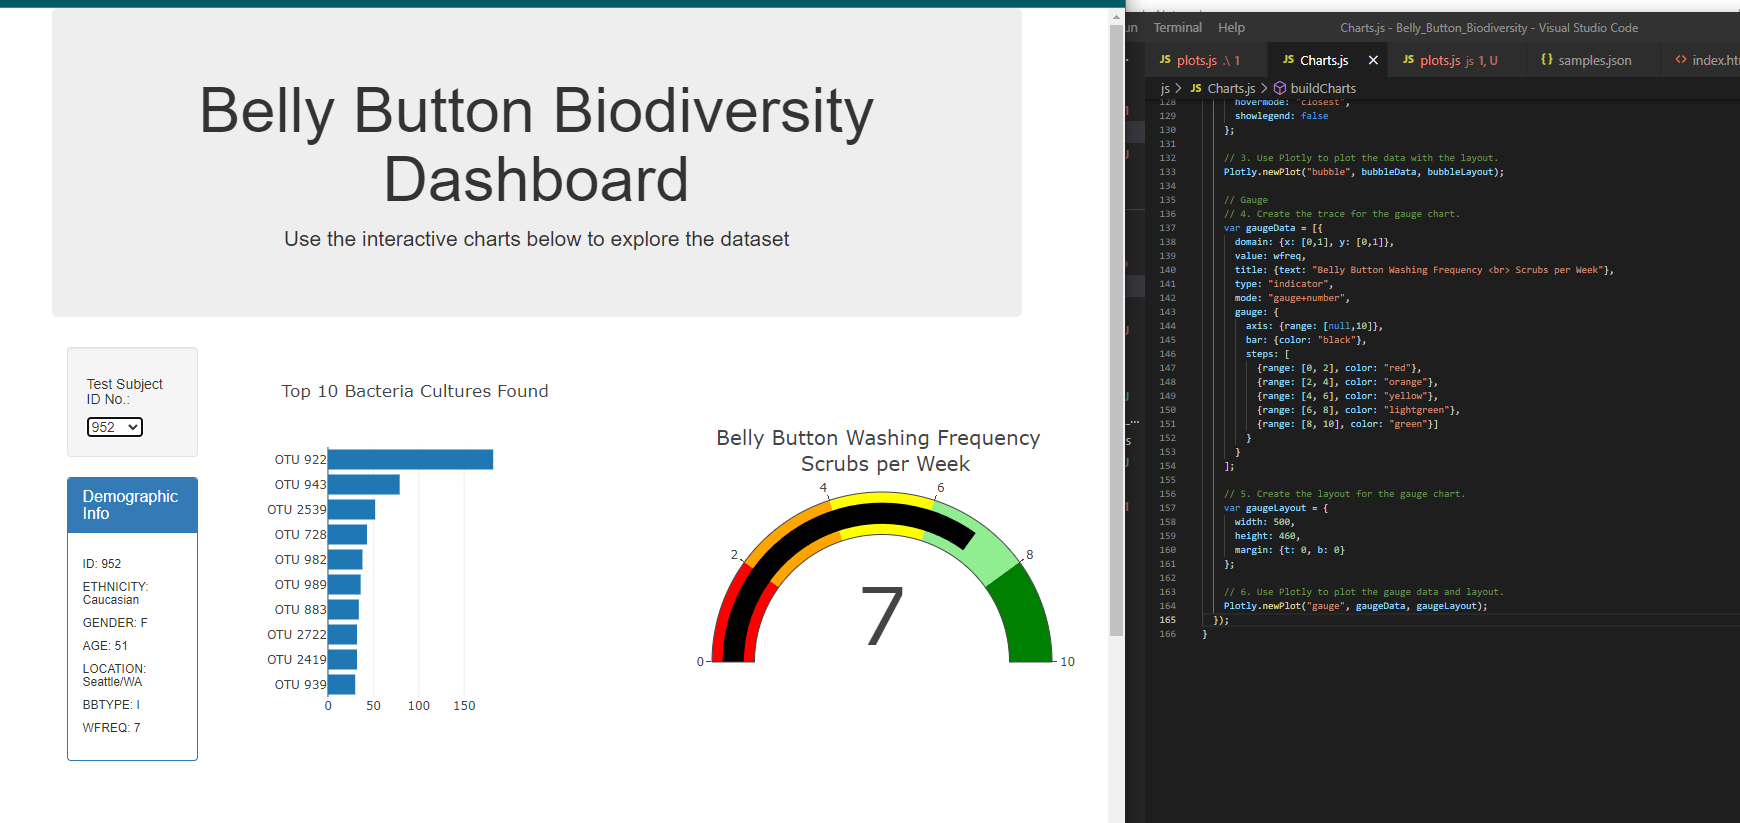 Belly Button Biodiversity
Dashboard
Use the interactive charts below to explore the dataset
Test Subject
ID No.:
952
Demographic
Info
ID: 952
ETHNICITY:
Caucasian
GENDER: F
AGE: 51
LOCATION:
Seattle/WA
BBTYPE: I
WFREQ: 7
Top 10 Bacteria Cultures Found
OTU 922
OTU 943
OTU 2539
OTU 728
OTU 982
OTU 989
OTU 883
OTU 2722
OTU 2419
OTU 939
0 50 100 150
Belly Button Washing Frequency
Scrubs per Week
0 2 4 6 8 10
7
un Terminal Help Charts.js - Belly_Button_Biodiversity - Visual Studio Code
JS plots.js .\ 1 JS Charts.js × JS plots.js js 1, U {} samples.json <> index.ht
js > JS Charts.js > buildCharts
128 hovermode: "closest",
129 showlegend: false
130 };
131
132 // 3. Use Plotly to plot the data with the layout.
133 Plotly.newPlot("bubble", bubbleData, bubbleLayout);
134
135 // Gauge
136 // 4. Create the trace for the gauge chart.
137 var gaugeData = [{
138 domain: {x: [0,1], y: [0,1]},
139 value: wfreq,
140 title: {text: "Belly Button Washing Frequency <br> Scrubs per Week"},
141 type: "indicator",
142 mode: "gauge+number",
143 gauge: {
144 axis: {range: [null,10]},
145 bar: {color: "black"},
146 steps: [
147 {range: [0, 2], color: "red"},
148 {range: [2, 4], color: "orange"},
149 {range: [4, 6], color: "yellow"},
150 {range: [6, 8], color: "lightgreen"},
151 {range: [8, 10], color: "green"}]
152 }
153 }
154 ];
155
156 // 5. Create the layout for the gauge chart.
157 var gaugeLayout = {
158 width: 500,
159 height: 460,
160 margin: {t: 0, b: 0}
161 };
162
163 // 6. Use Plotly to plot the gauge data and layout.
164 Plotly.newPlot("gauge", gaugeData, gaugeLayout);
165 });
166 }